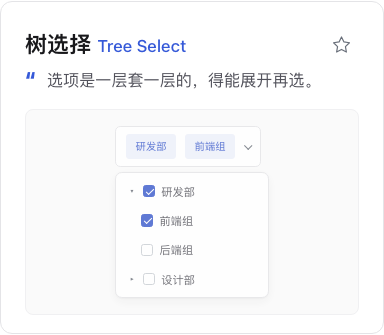 树选择 Tree Select
“ 选项是一层套一层的，得能展开再选。
研发部 前端组
研发部
前端组
后端组
设计部